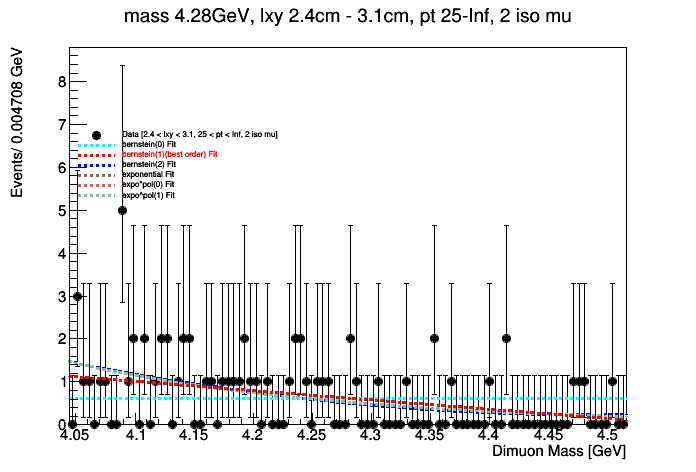 mass 4.28GeV, lxy 2.4cm - 3.1cm, pt 25-Inf, 2 iso mu
Events/ 0.004708 GeV
8
7
Data [2.4 < lxy < 3.1, 25 < pt < Inf, 2 iso mu]
bernstein(0) Fit
bernstein(1)(best order) Fit
6
bernstein(2) Fit
exponential Fit
expo*pol(0) Fit
expo*pol(1) Fit
5
4
3
2
1
0
4.05 4.1 4.15 4.2 4.25 4.3 4.35 4.4 4.45 4.5
Dimuon Mass [GeV]